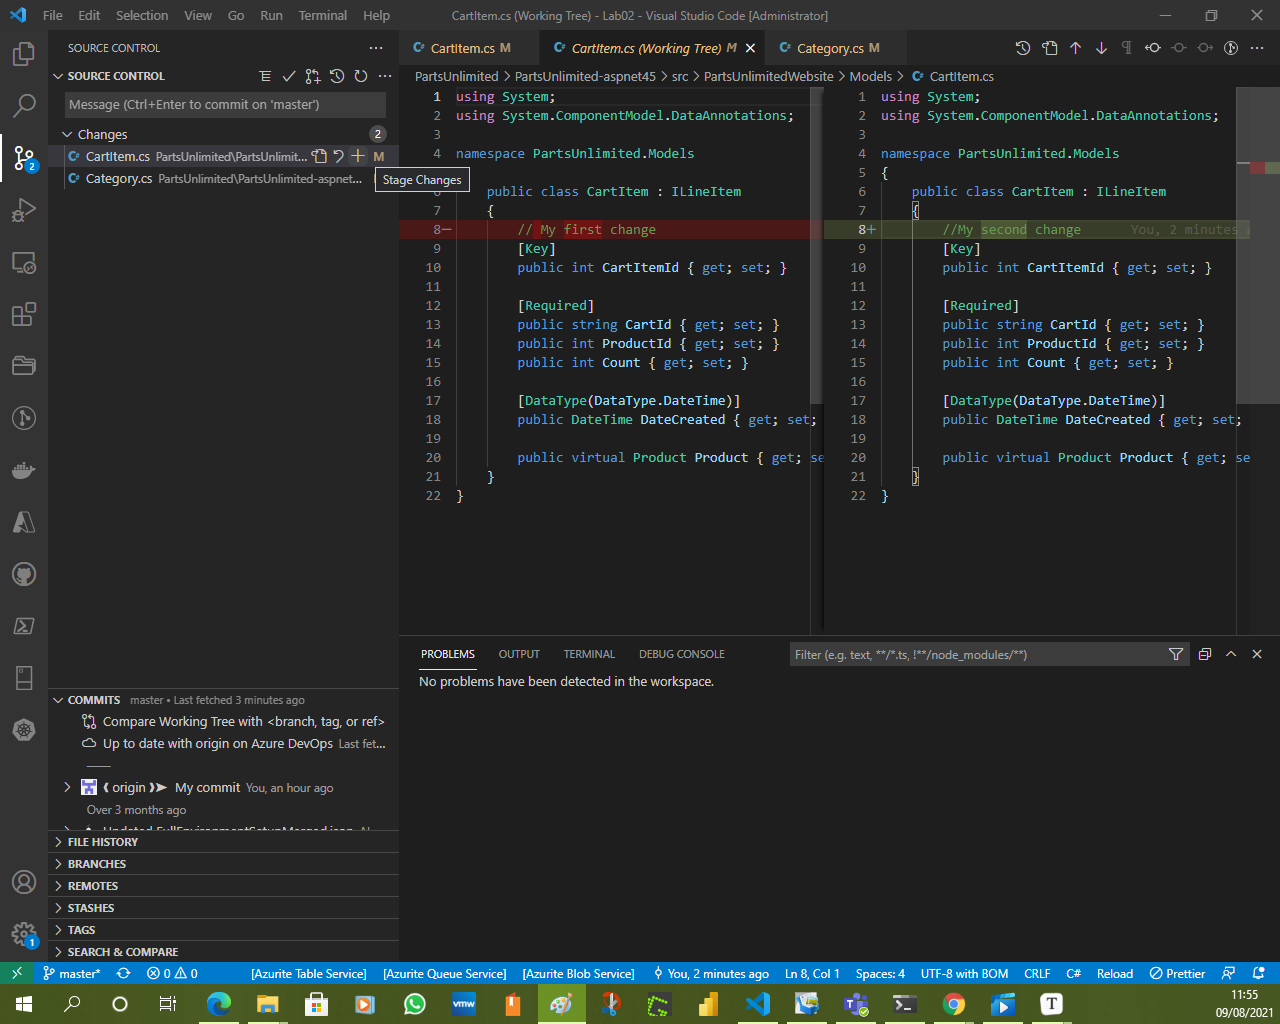 File Edit Selection View Go Run Terminal Help CartItem.cs (Working Tree) - Lab02 - Visual Studio Code [Administrator]
SOURCE CONTROL
SOURCE CONTROL
Message (Ctrl+Enter to commit on 'master')
Changes 2
CartItem.cs PartsUnlimited\PartsUnlimit... M
Category.cs PartsUnlimited\PartsUnlimited-aspnet...
Stage Changes
COMMITS master • Last fetched 3 minutes ago
Compare Working Tree with <branch, tag, or ref>
Up to date with origin on Azure DevOps Last fet...
origin My commit You, an hour ago
Over 3 months ago
Updated FullEnvironmentSetupMerged.json
FILE HISTORY
BRANCHES
REMOTES
STASHES
TAGS
SEARCH & COMPARE
2
1
CartItem.cs M CartItem.cs (Working Tree) M Category.cs M
PartsUnlimited > PartsUnlimited-aspnet45 > src > PartsUnlimitedWebsite > Models > CartItem.cs
1 using System;
2 using System.ComponentModel.DataAnnotations;
3
4 namespace PartsUnlimited.Models
6 public class CartItem : ILineItem
7 {
8— // My first change
9 [Key]
10 public int CartItemId { get; set; }
11
12 [Required]
13 public string CartId { get; set; }
14 public int ProductId { get; set; }
15 public int Count { get; set; }
16
17 [DataType(DataType.DateTime)]
18 public DateTime DateCreated { get; set;
19
20 public virtual Product Product { get; se
21 }
22 }
1 using System;
2 using System.ComponentModel.DataAnnotations;
3
4 namespace PartsUnlimited.Models
5 {
6 public class CartItem : ILineItem
7 {
8+ //My second change You, 2 minutes
9 [Key]
10 public int CartItemId { get; set; }
11
12 [Required]
13 public string CartId { get; set; }
14 public int ProductId { get; set; }
15 public int Count { get; set; }
16
17 [DataType(DataType.DateTime)]
18 public DateTime DateCreated { get; set;
19
20 public virtual Product Product { get; se
21 }
22 }
PROBLEMS OUTPUT TERMINAL DEBUG CONSOLE Filter (e.g. text, **/*.ts, !**/node_modules/**)
No problems have been detected in the workspace.
master* 0 0 [Azurite Table Service] [Azurite Queue Service] [Azurite Blob Service] You, 2 minutes ago Ln 8, Col 1 Spaces: 4 UTF-8 with BOM CRLF C# Reload Prettier
vmw T
11:55
09/08/2021